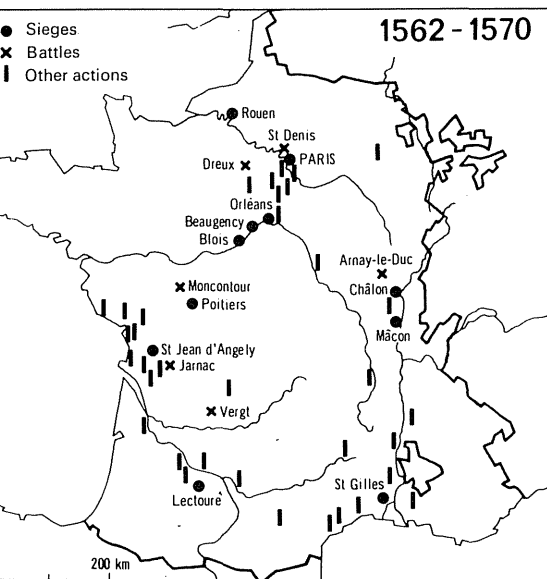 Sieges
Battles
Other actions
1562 - 1570
Rouen
St Denis
PARIS
Dreux
Orléans
Beaugency
Blois
Arnay-le-Duc
Châlon
Mâcon
Moncontour
Poitiers
St Jean d'Angely
Jarnac
Vergt
Lectoure
St Gilles
200 km